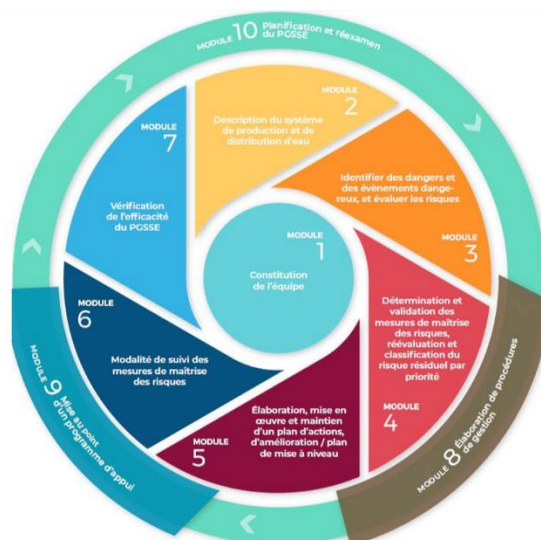 MODULE 10 Planification et réexamen
du PGSSE
MODULE
1
Constitution
de l'équipe
MODULE
2
Description du système
de production et de
distribution d'eau
MODULE
3
Identifier des dangers et
des évènements dange-
reux, et évaluer les risques
MODULE
4
Détermination et
validation des
mesures de maîtrise
des risques,
réévaluation et
classification du
risque résiduel par
priorité
MODULE
5
Élaboration, mise en
œuvre et maintien
d'un plan d'actions,
d'amélioration / plan
de mise à niveau
MODULE
6
Modalité de suivi des
mesures de maîtrise
des risques
MODULE
7
Vérification
de l'efficacité
du PGSSE
MODULE 8 Élaboration de procédures
de gestion
MODULE 9 Mise au point
d'un programme d'appui